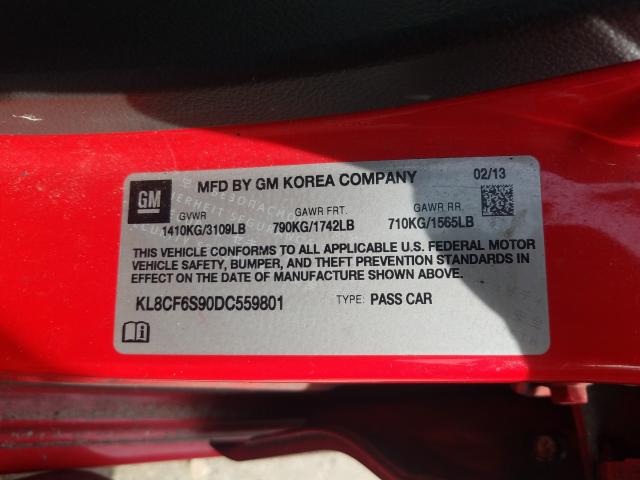 GM
MFD BY GM KOREA COMPANY 02/13
GVWR GAWR FRT. GAWR RR.
1410KG/3109LB 790KG/1742LB 710KG/1565LB
THIS VEHICLE CONFORMS TO ALL APPLICABLE U.S. FEDERAL MOTOR
VEHICLE SAFETY, BUMPER, AND THEFT PREVENTION STANDARDS IN
EFFECT ON THE DATE OF MANUFACTURE SHOWN ABOVE.
KL8CF6S90DC559801 TYPE: PASS CAR